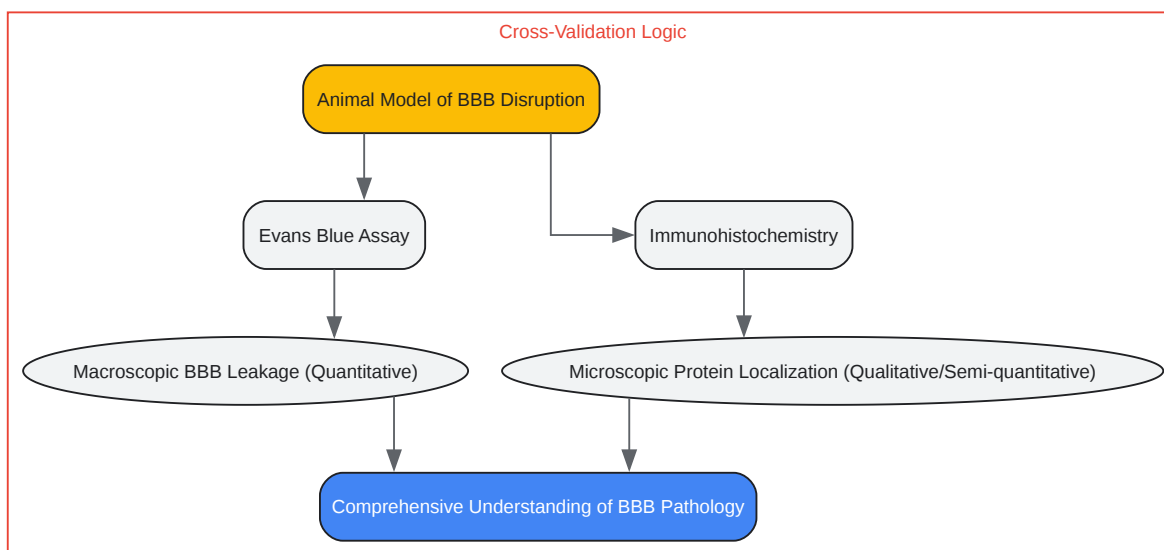 Cross-Validation Logic
Animal Model of BBB Disruption
Evans Blue Assay
Immunohistochemistry
Macroscopic BBB Leakage (Quantitative)
Microscopic Protein Localization (Qualitative/Semi-quantitative)
Comprehensive Understanding of BBB Pathology